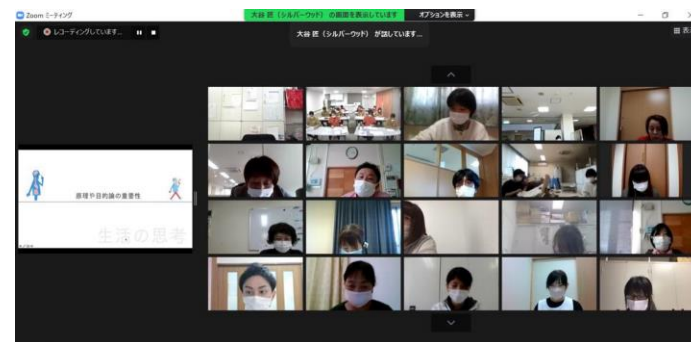 Zoom ミーティング
大谷 匠（シルバーウッド） の画面を表示しています
オプションを表示
レコーディングしています...
大谷 匠（シルバーウッド） が話しています...
表示
原理や目的論の重要性
生活の思考